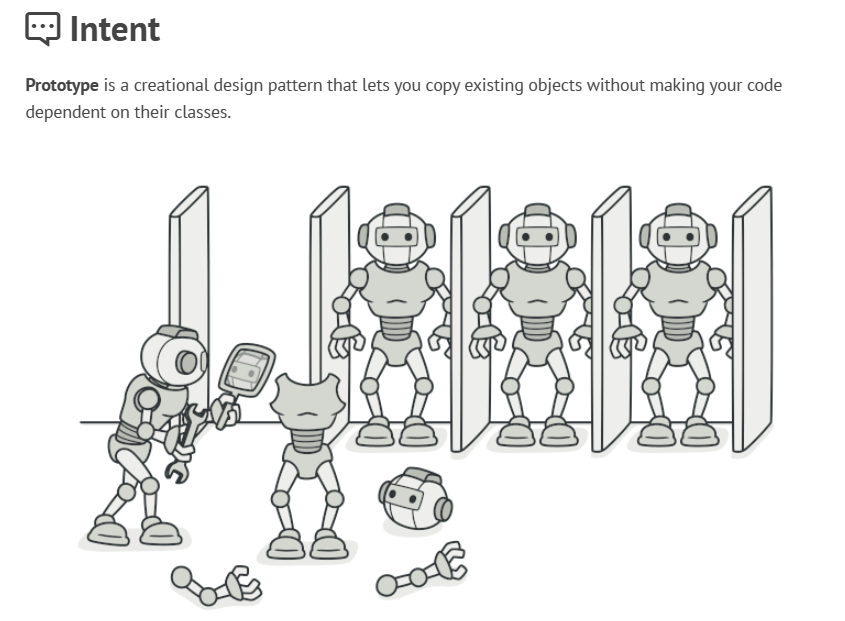 Intent
Prototype is a creational design pattern that lets you copy existing objects without making your code
dependent on their classes.